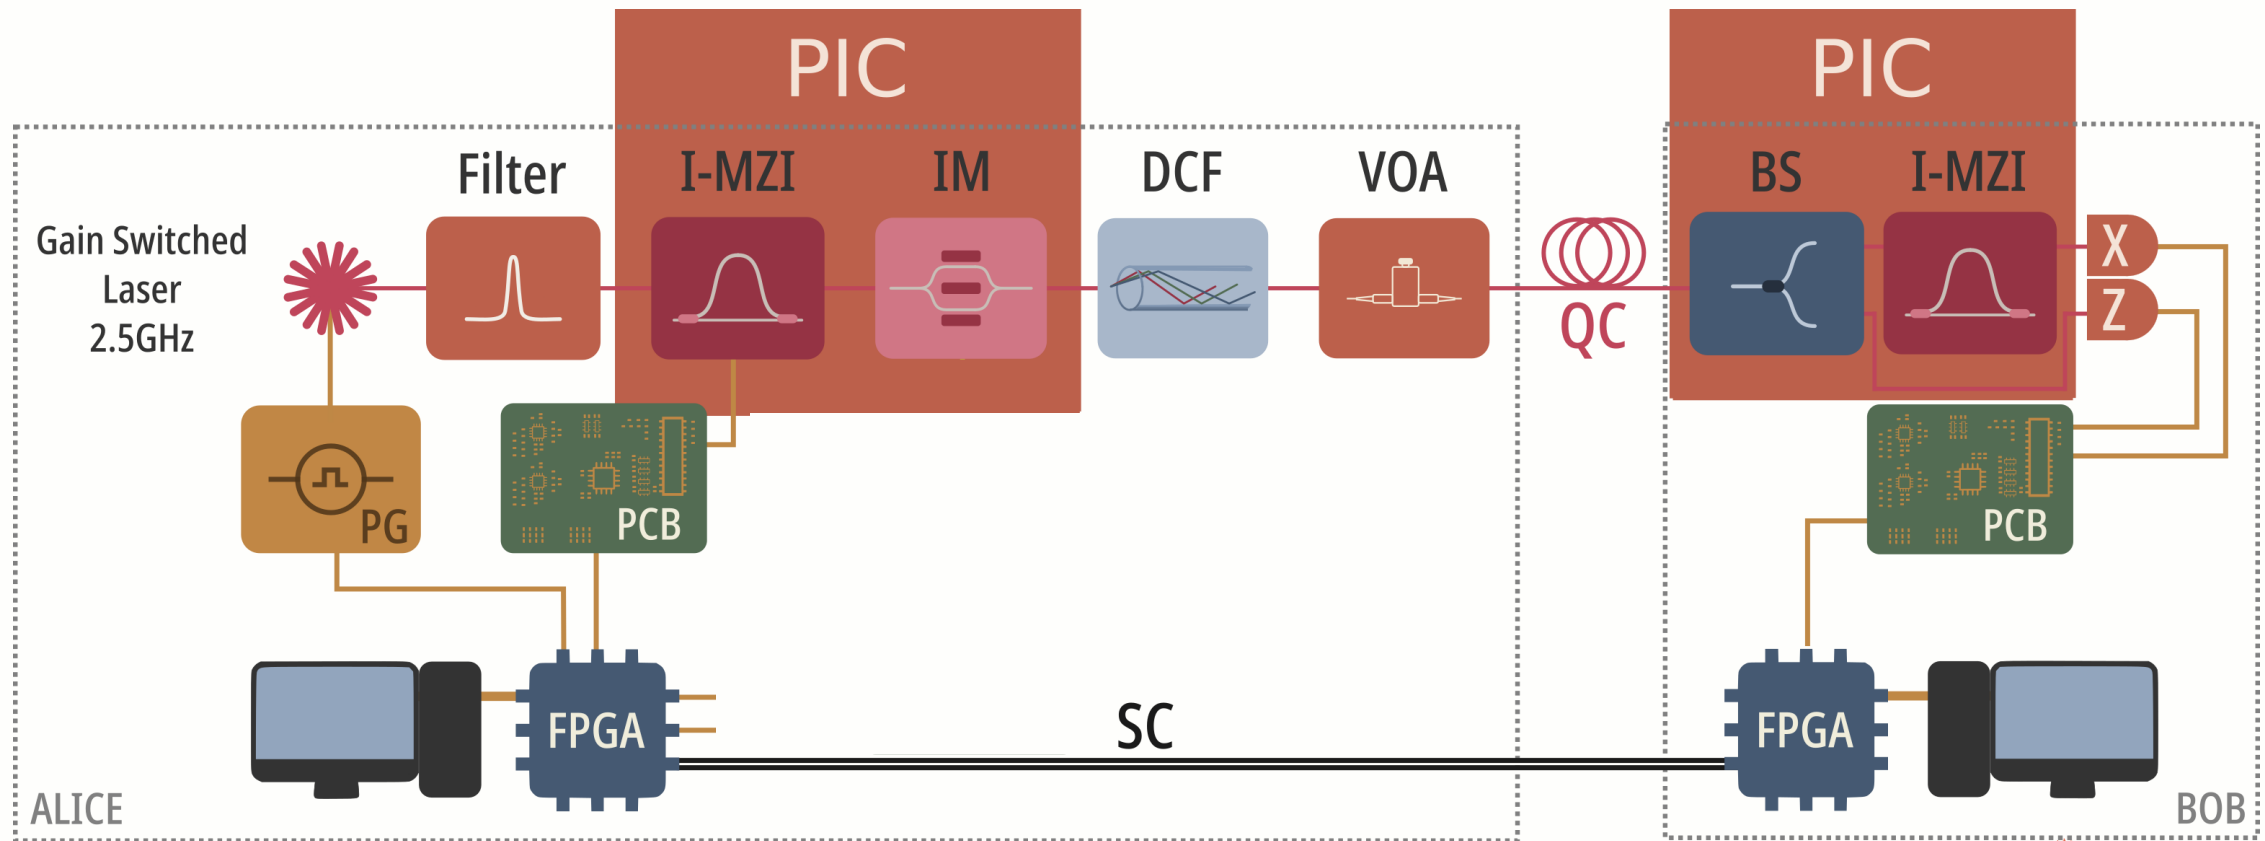 PIC
PIC
Filter
I-MZI
IM
DCF
VOA
BS
I-MZI
Gain Switched
Laser
2.5GHz
X
Z
QC
PG
PCB
PCB
FPGA
SC
FPGA
ALICE
BOB